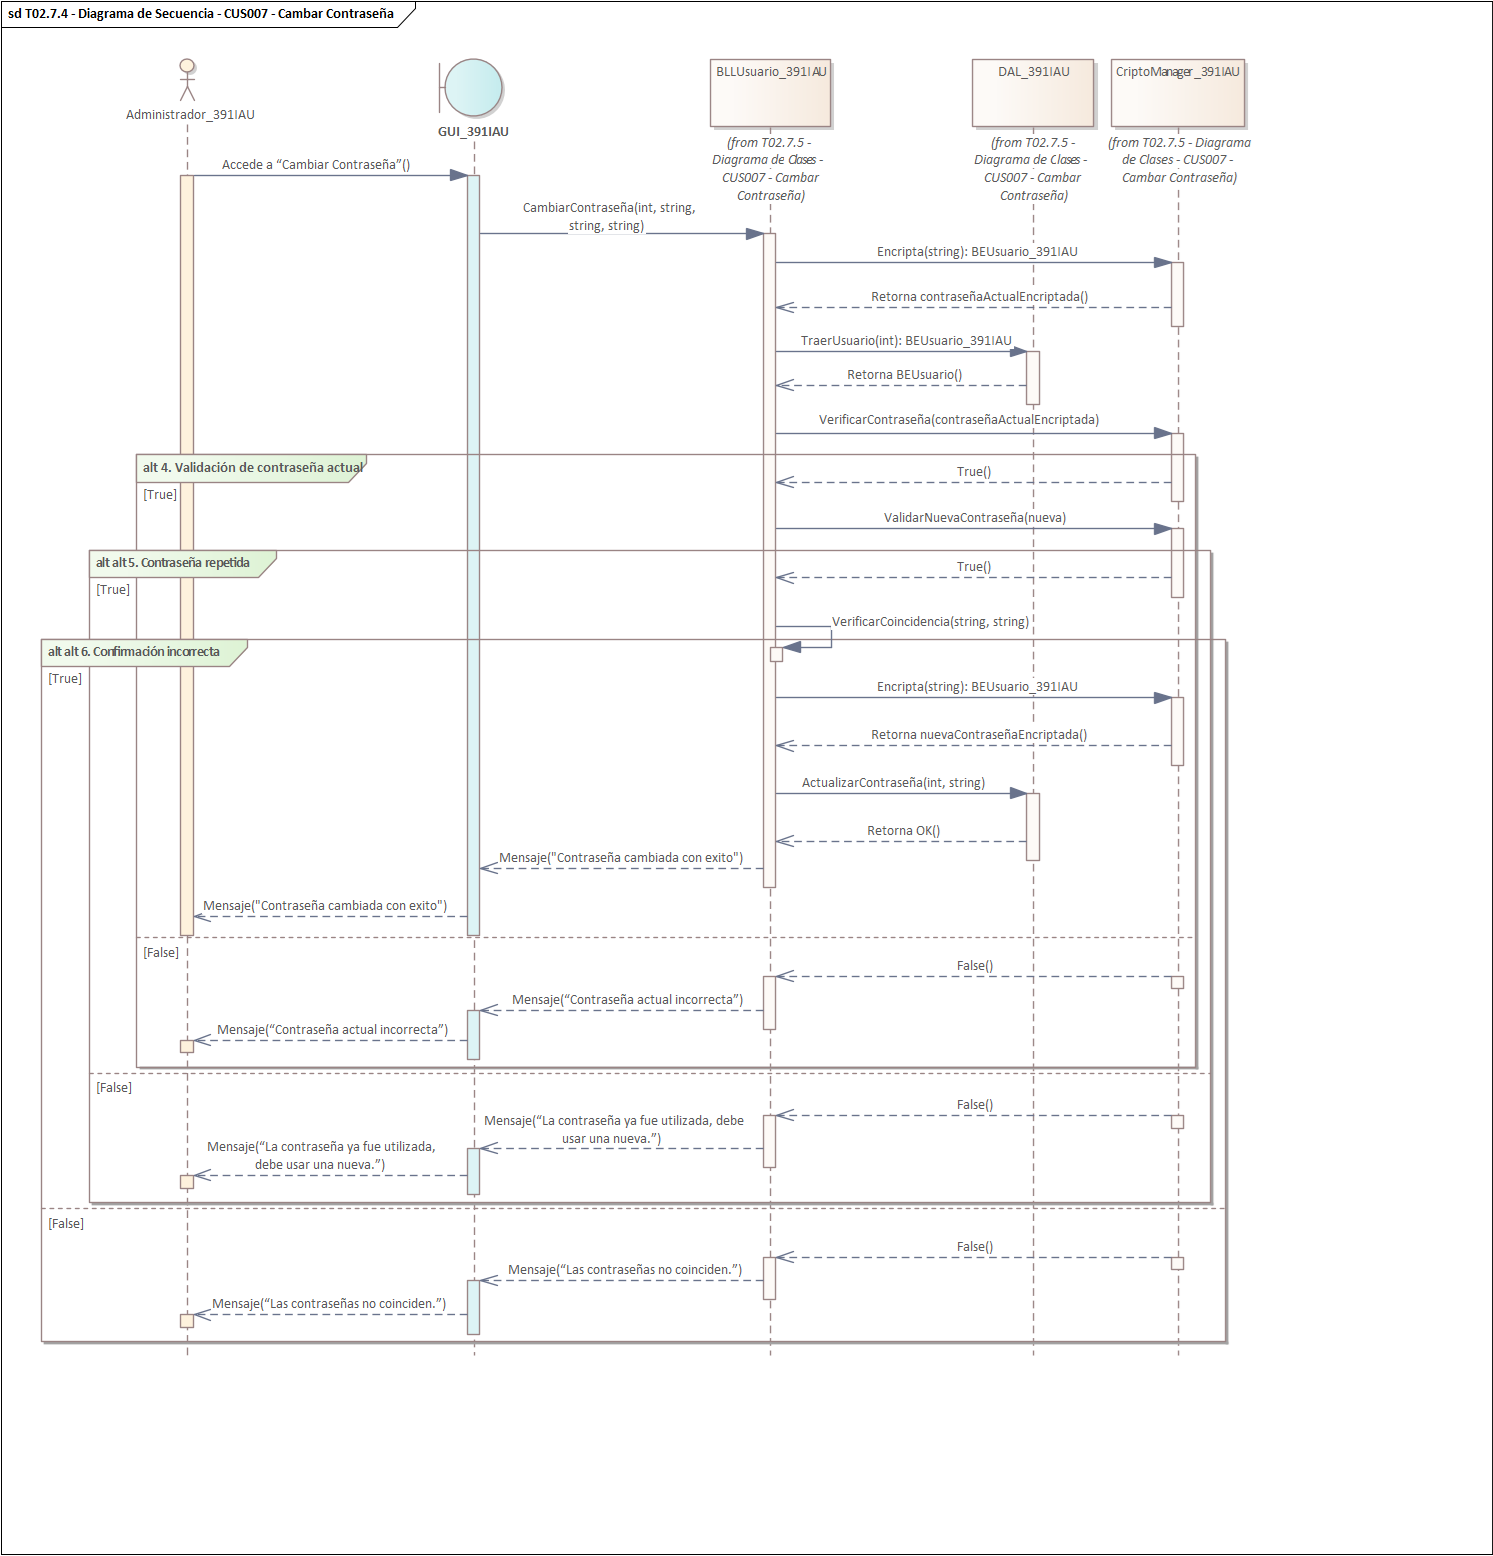 sd T02.7.4 - Diagrama de Secuencia - CUS007 - Cambar Contraseña
Administrador_391IAU
GUI_391IAU
BLLUsuario_391IAU
(from T02.7.5 -
Diagrama de Clases -
CUS007 - Cambar
Contraseña)
DAL_391IAU
(from T02.7.5 -
Diagrama de Clases -
CUS007 - Cambar
Contraseña)
CriptoManager_391IAU
(from T02.7.5 - Diagrama
de Clases - CUS007 -
Cambar Contraseña)
Accede a “Cambiar Contraseña”()
CambiarContraseña(int, string,
string, string)
Encripta(string): BEUsuario_391IAU
Retorna contraseñaActualEncriptada()
TraerUsuario(int): BEUsuario_391IAU
Retorna BEUsuario()
VerificarContraseña(contraseñaActualEncriptada)
alt 4. Validación de contraseña actual
[True]
True()
ValidarNuevaContraseña(nueva)
alt alt 5. Contraseña repetida
[True]
True()
VerificarCoincidencia(string, string)
alt alt 6. Confirmación incorrecta
[True]
Encripta(string): BEUsuario_391IAU
Retorna nuevaContraseñaEncriptada()
ActualizarContraseña(int, string)
Retorna OK()
Mensaje("Contraseña cambiada con exito")
Mensaje("Contraseña cambiada con exito")
[False]
False()
Mensaje(“Contraseña actual incorrecta”)
Mensaje(“Contraseña actual incorrecta”)
[False]
False()
Mensaje(“La contraseña ya fue utilizada, debe
usar una nueva.”)
Mensaje(“La contraseña ya fue utilizada,
debe usar una nueva.”)
[False]
False()
Mensaje(“Las contraseñas no coinciden.”)
Mensaje(“Las contraseñas no coinciden.”)